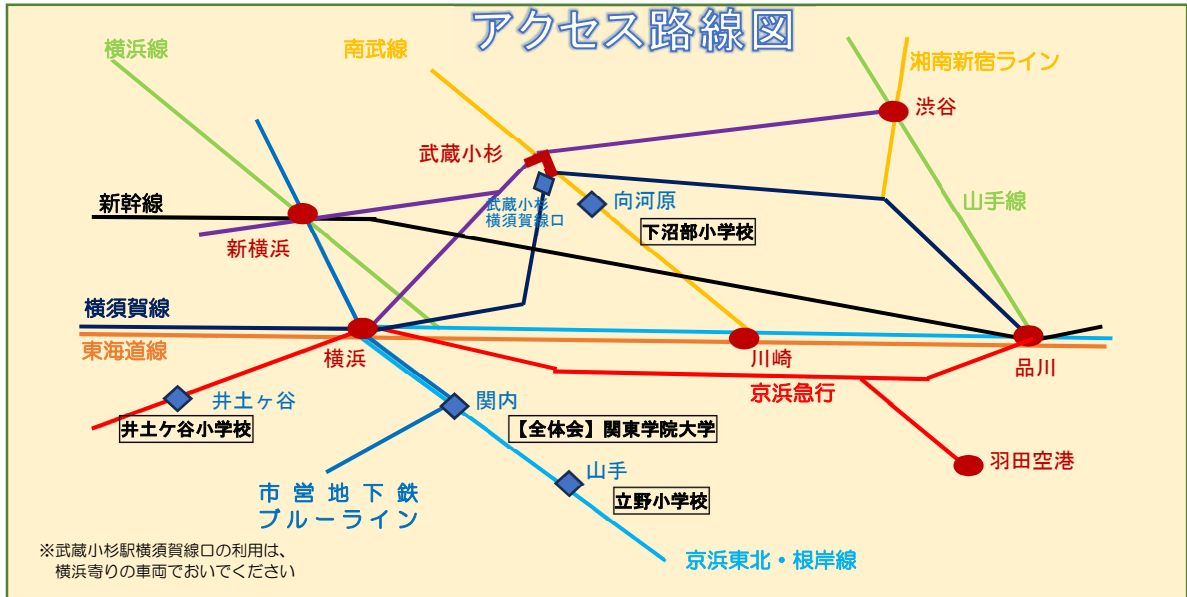 アクセス路線図
横浜線
南武線
湘南新宿ライン
渋谷
武蔵小杉
新幹線
武蔵小杉
横須賀線口
向河原
山手線
下沼部小学校
新横浜
横須賀線
東海道線
横浜
川崎
品川
京浜急行
井土ヶ谷
関内
井土ケ谷小学校
【全体会】関東学院大学
羽田空港
山手
市営地下鉄
ブルーライン
立野小学校
※武蔵小杉駅横須賀線口の利用は、
横浜寄りの車両でおいでください
京浜東北・根岸線